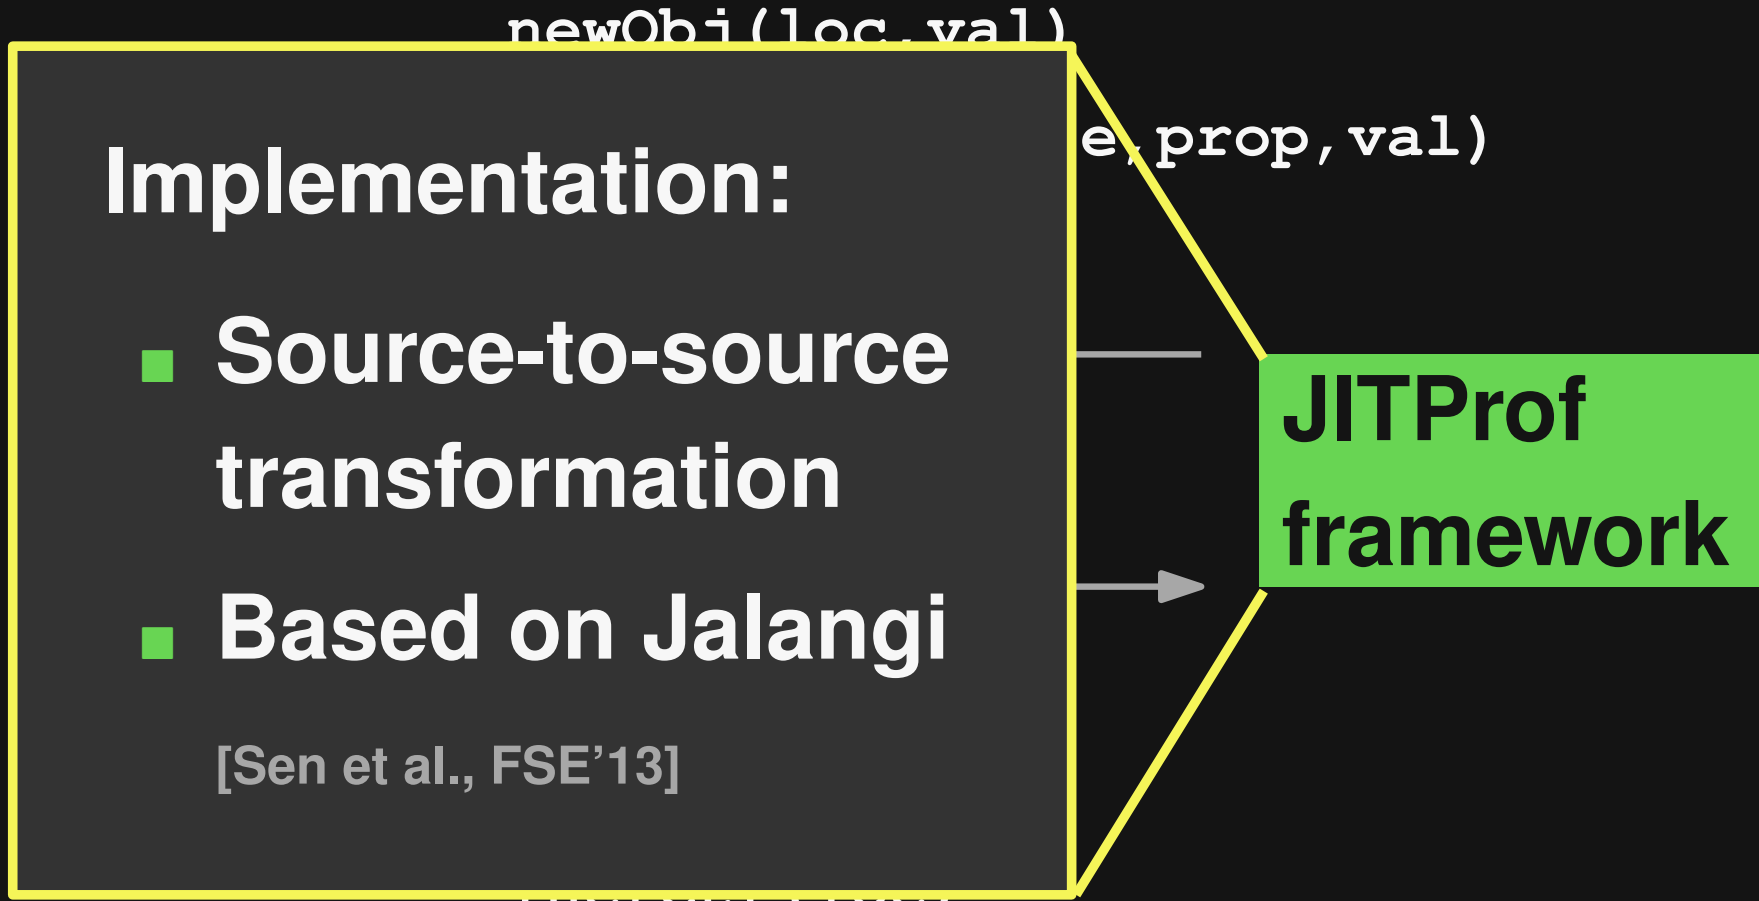 newObj(loc,val)
e,prop,val)
Implementation:
Source-to-source
transformation
Based on Jalangi
[Sen et al., FSE’13]
JITProf
framework